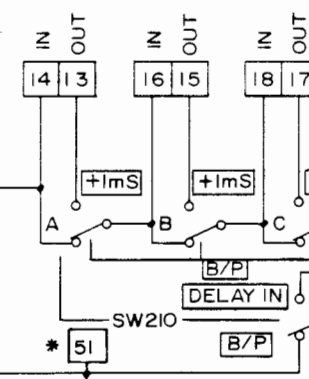 IN OUT IN OUT IN OUT
14 13 16 15 18 17
+1mS +1mS
A B C
B/P
DELAY IN
SW210
* 51 B/P